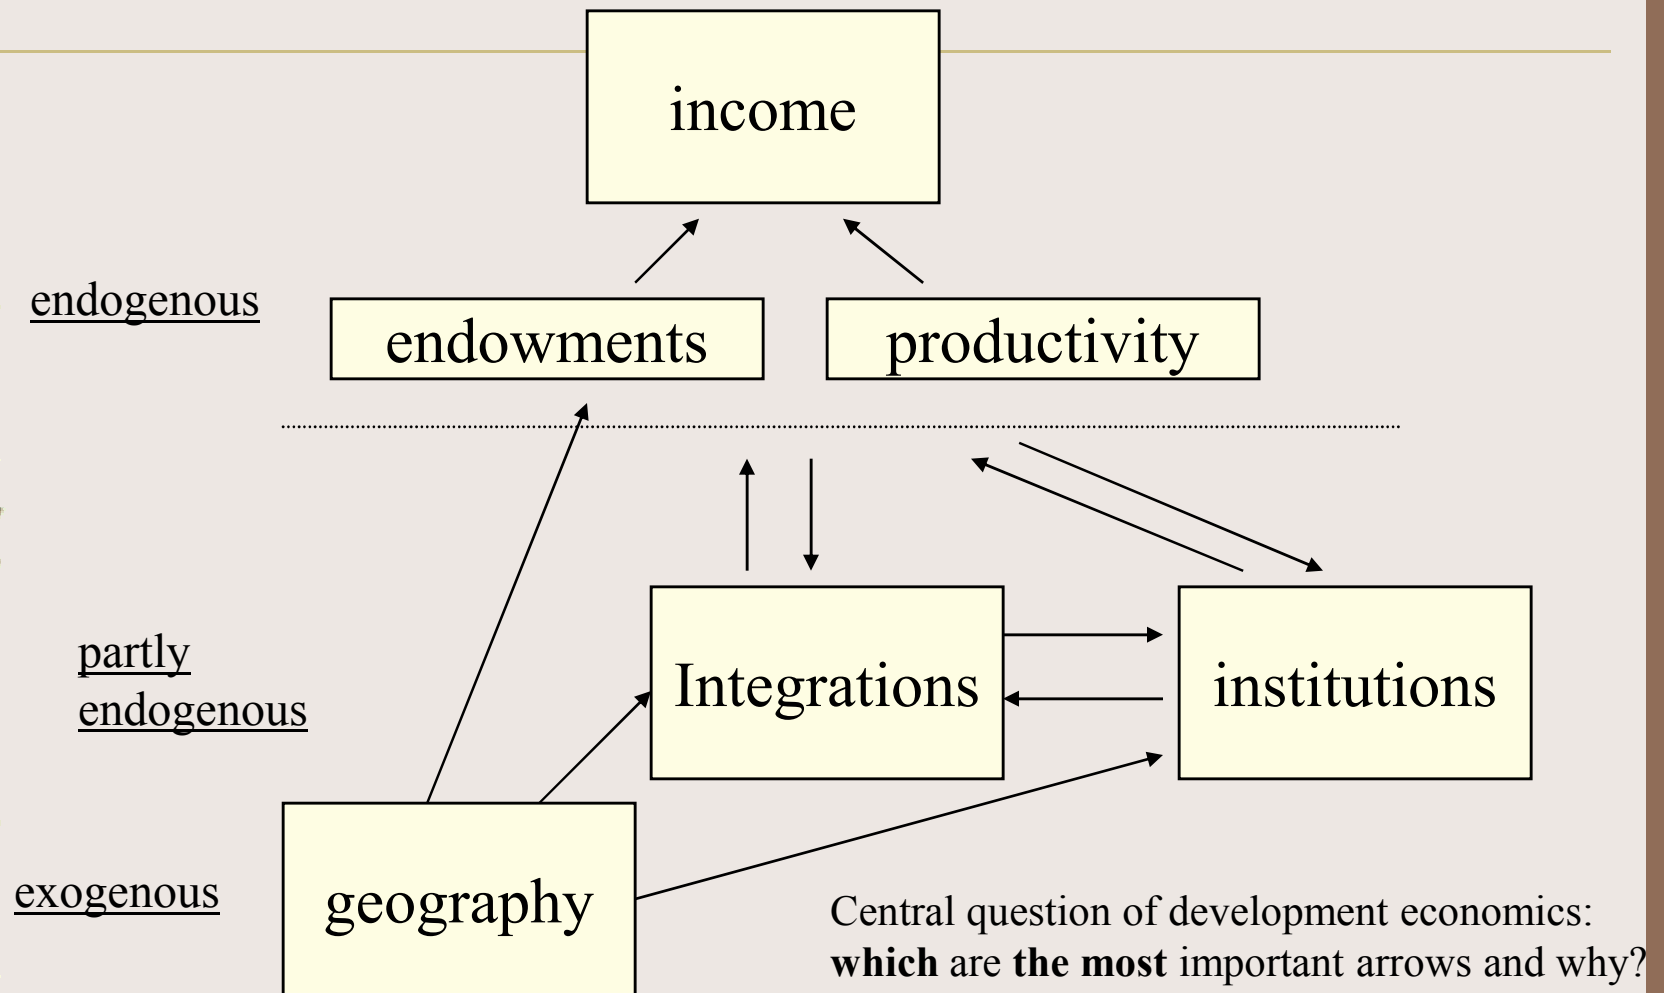 income
endogenous
endowments
productivity
partly
endogenous
Integrations
institutions
exogenous
geography
Central question of development economics:
which are the most important arrows and why?